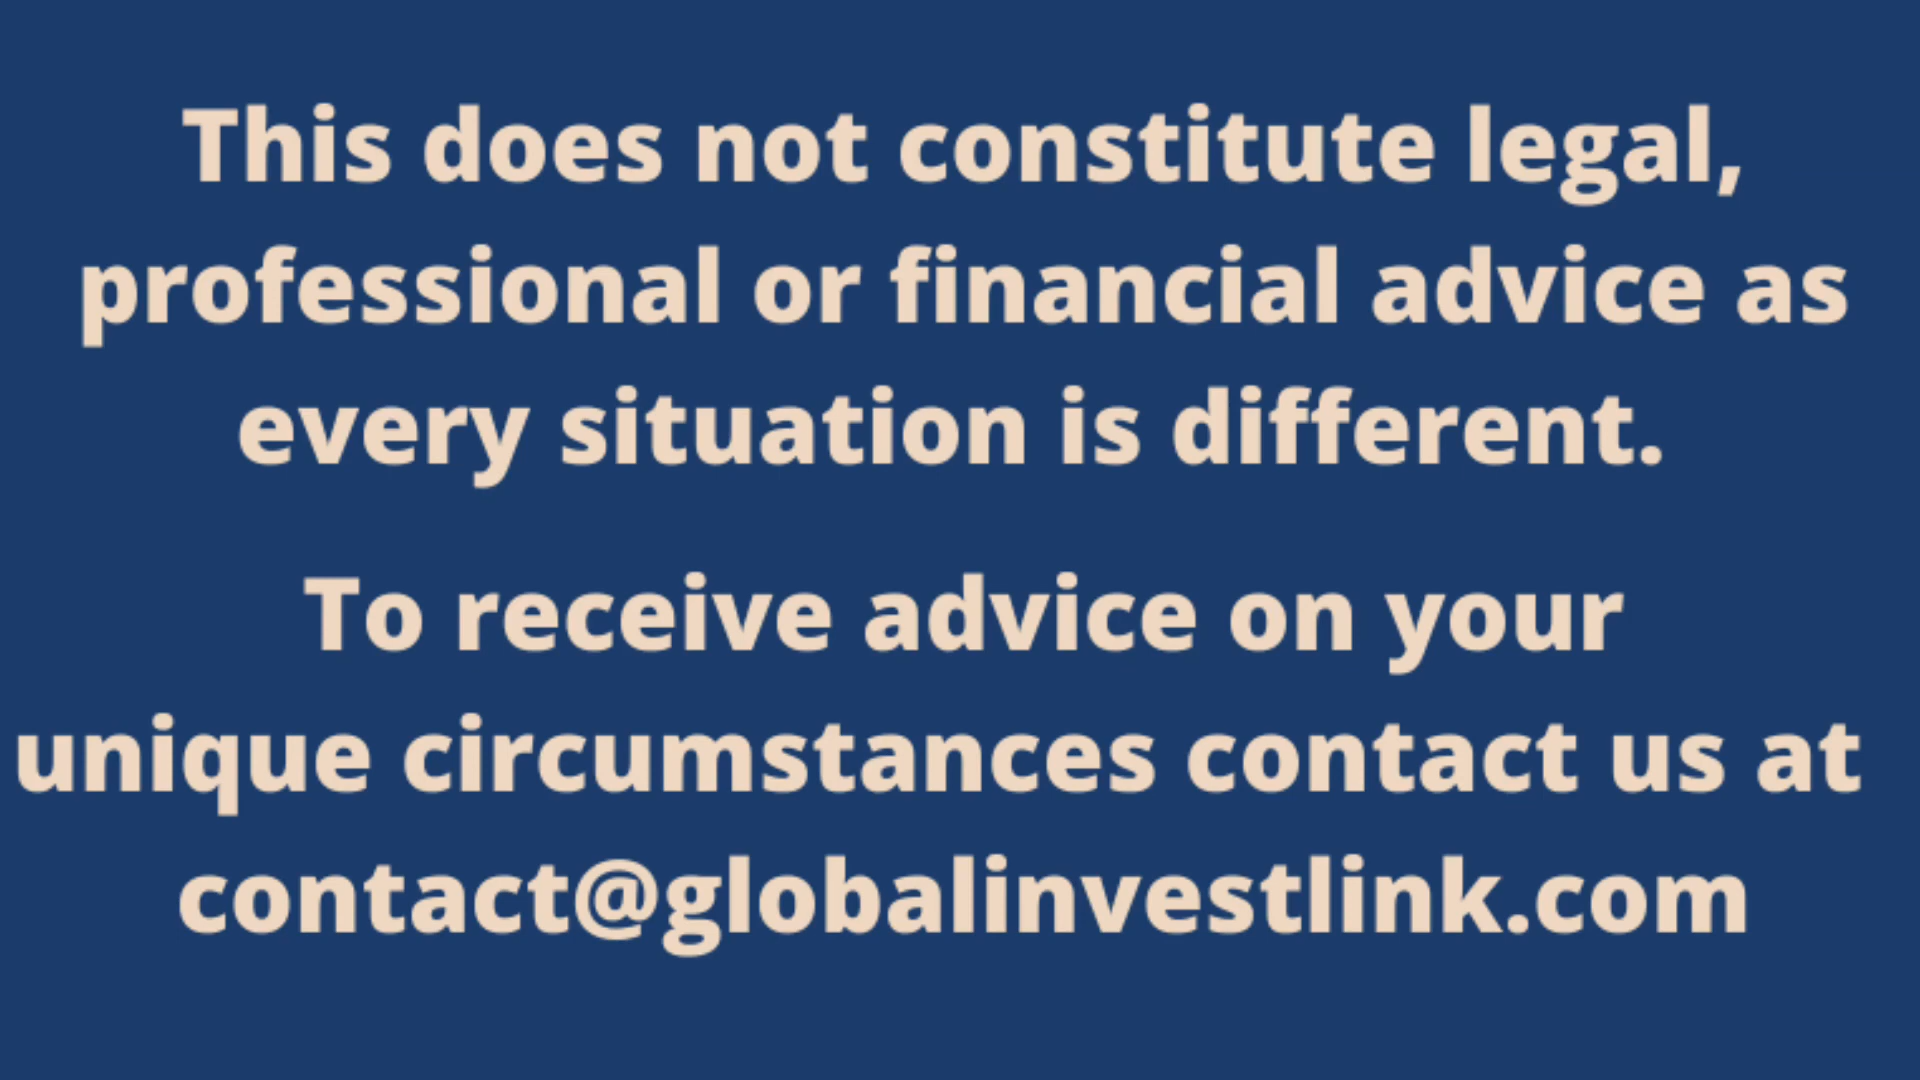 This does not constitute legal,
professional or financial advice as
every situation is different.
To receive advice on your
unique circumstances contact us at
contact@globalinvestlink.com